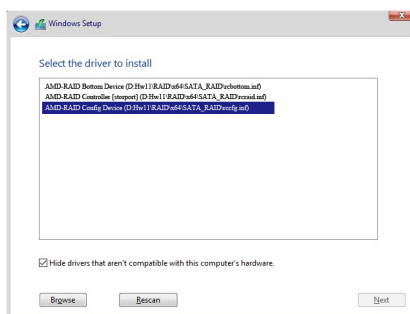 Windows Setup
Select the driver to install
AMD-RAID Bottom Device (D:\Hw11\RAID\x64\SATA_RAID\rcbottom.inf)
AMD-RAID Controller [storport] (D:\Hw11\RAID\x64\SATA_RAID\rcraid.inf)
AMD-RAID Config Device (D:\Hw11\RAID\x64\SATA_RAID\rccfg.inf)
Hide drivers that aren't compatible with this computer's hardware.
Browse
Rescan
Next